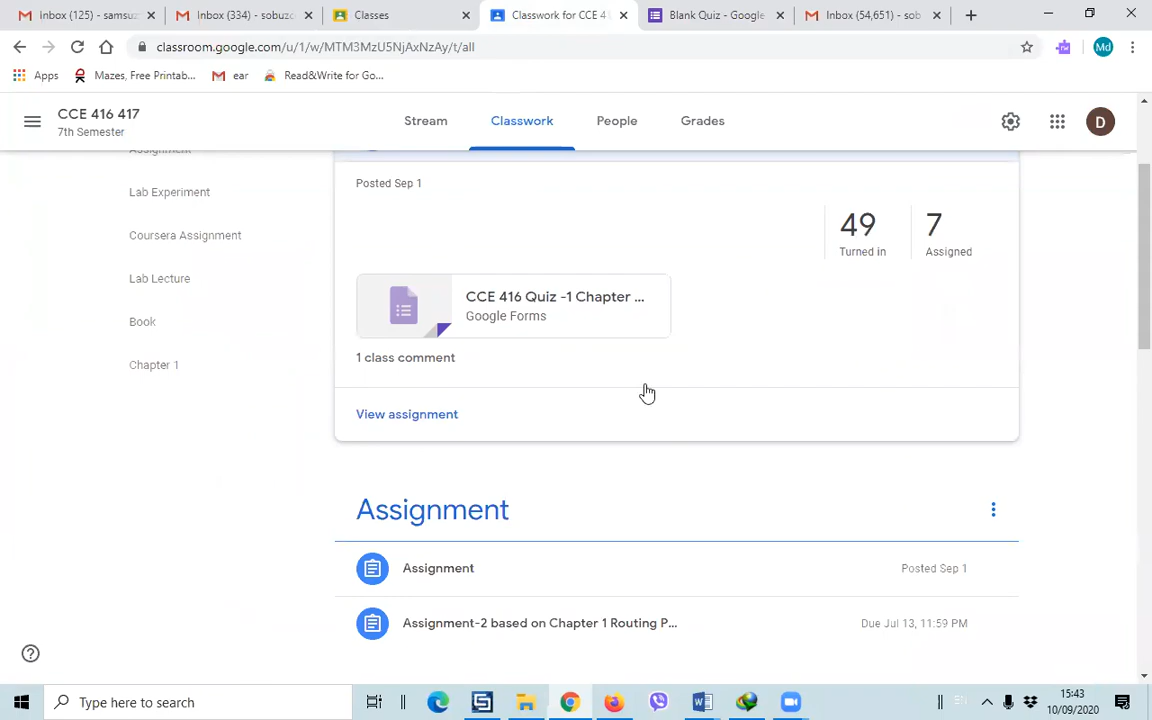 Inbox (125) - samsuz
Inbox (334) - sobuzc
Classes
Classwork for CCE 4
Blank Quiz - Google
Inbox (54,651) - sob
classroom.google.com/u/1/w/MTM3MzU5NjAxNzAy/t/all
Md
Apps
Mazes, Free Printab...
ear
Read&Write for Go...
CCE 416 417
7th Semester
Stream
Classwork
People
Grades
D
Assignment
Lab Experiment
Coursera Assignment
Lab Lecture
Book
Chapter 1
Posted Sep 1
49
Turned in
7
Assigned
CCE 416 Quiz -1 Chapter ...
Google Forms
1 class comment
View assignment
Assignment
Assignment
Posted Sep 1
Assignment-2 based on Chapter 1 Routing P...
Due Jul 13, 11:59 PM
Type here to search
EN
15:43
10/09/2020